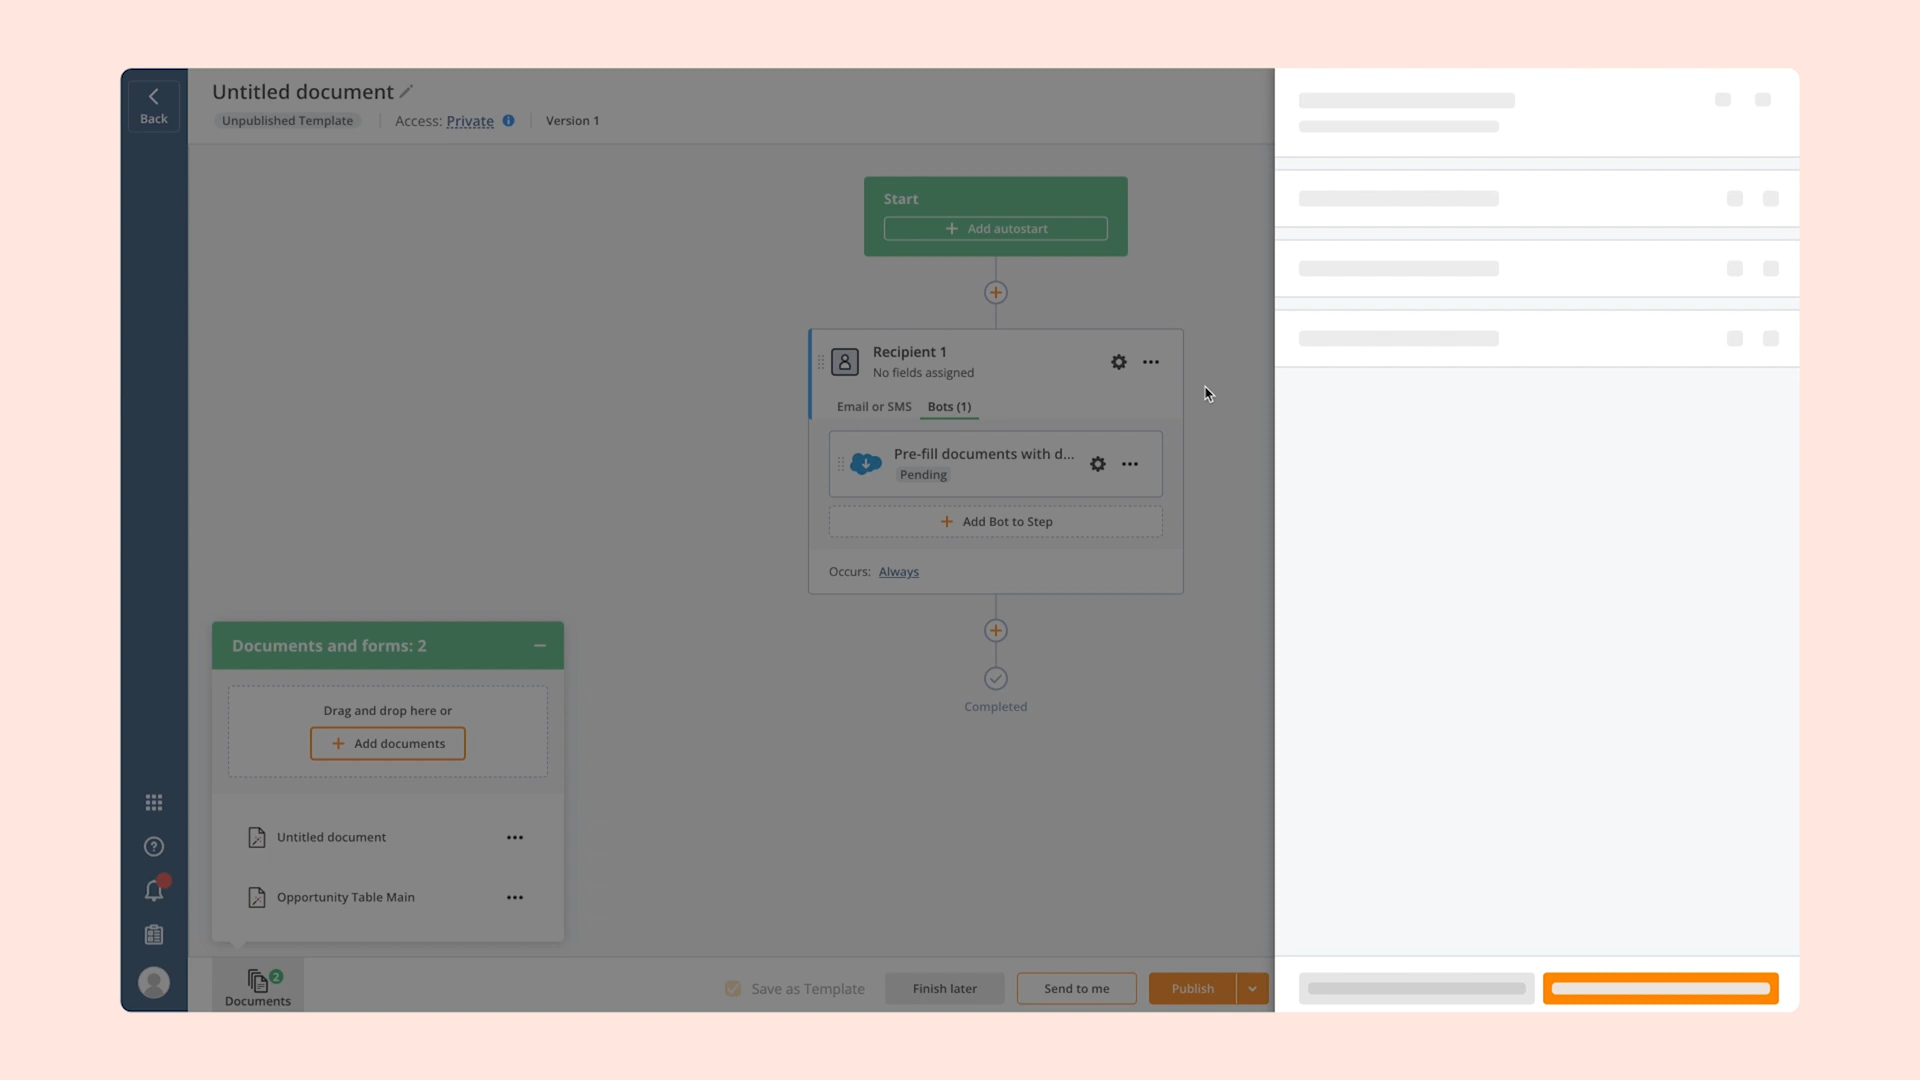 Back
Untitled document
Unpublished Template
Access: Private
Version 1
Start
Add autostart
Recipient 1
No fields assigned
Email or SMS
Bots (1)
Pre-fill documents with d...
Pending
Add Bot to Step
Occurs: Always
Completed
Documents and forms: 2
Drag and drop here or
Add documents
Untitled document
Opportunity Table Main
2
Documents
Save as Template
Finish later
Send to me
Publish